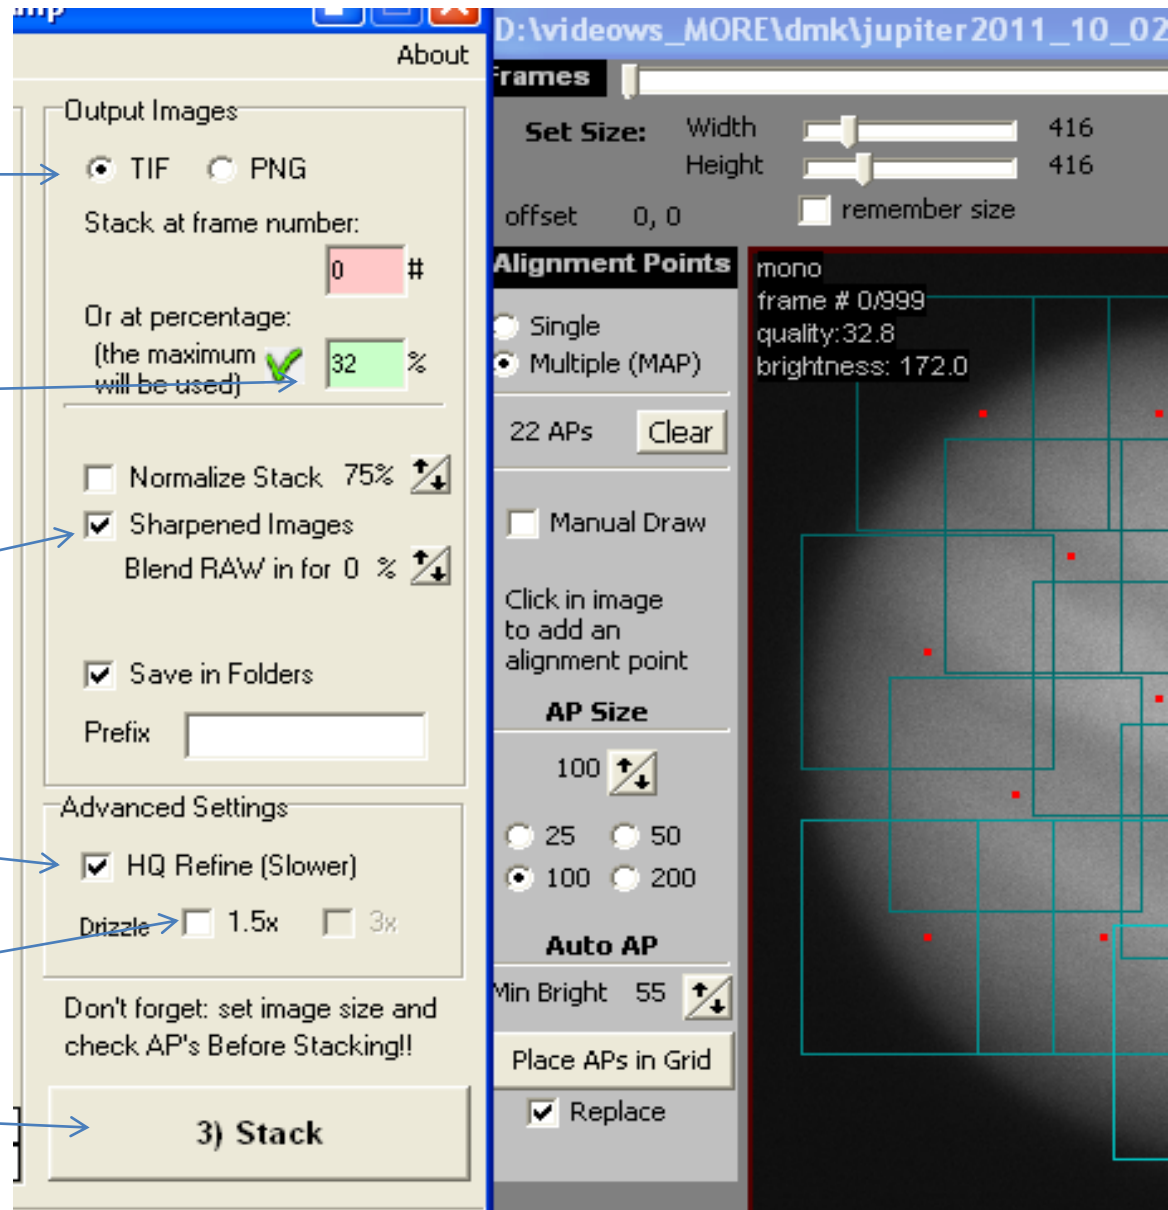 About
Output Images
TIF
PNG
Stack at frame number:
0 #
Or at percentage:
(the maximum
will be used)
32 %
Normalize Stack 75%
Sharpened Images
Blend RAW in for 0 %
Save in Folders
Prefix
Advanced Settings
HQ Refine (Slower)
Drizzle 1.5x 3x
Don't forget: set image size and
check AP's Before Stacking!!
3) Stack
D:\videows_MORE\dmk\jupiter2011_10_02
Frames
Set Size: Width 416
Height 416
offset 0, 0
remember size
Alignment Points
Single
Multiple (MAP)
22 APs Clear
Manual Draw
Click in image
to add an
alignment point
AP Size
100
25 50
100 200
Auto AP
Min Bright 55
Place APs in Grid
Replace
mono
frame # 0/999
quality:32.8
brightness: 172.0